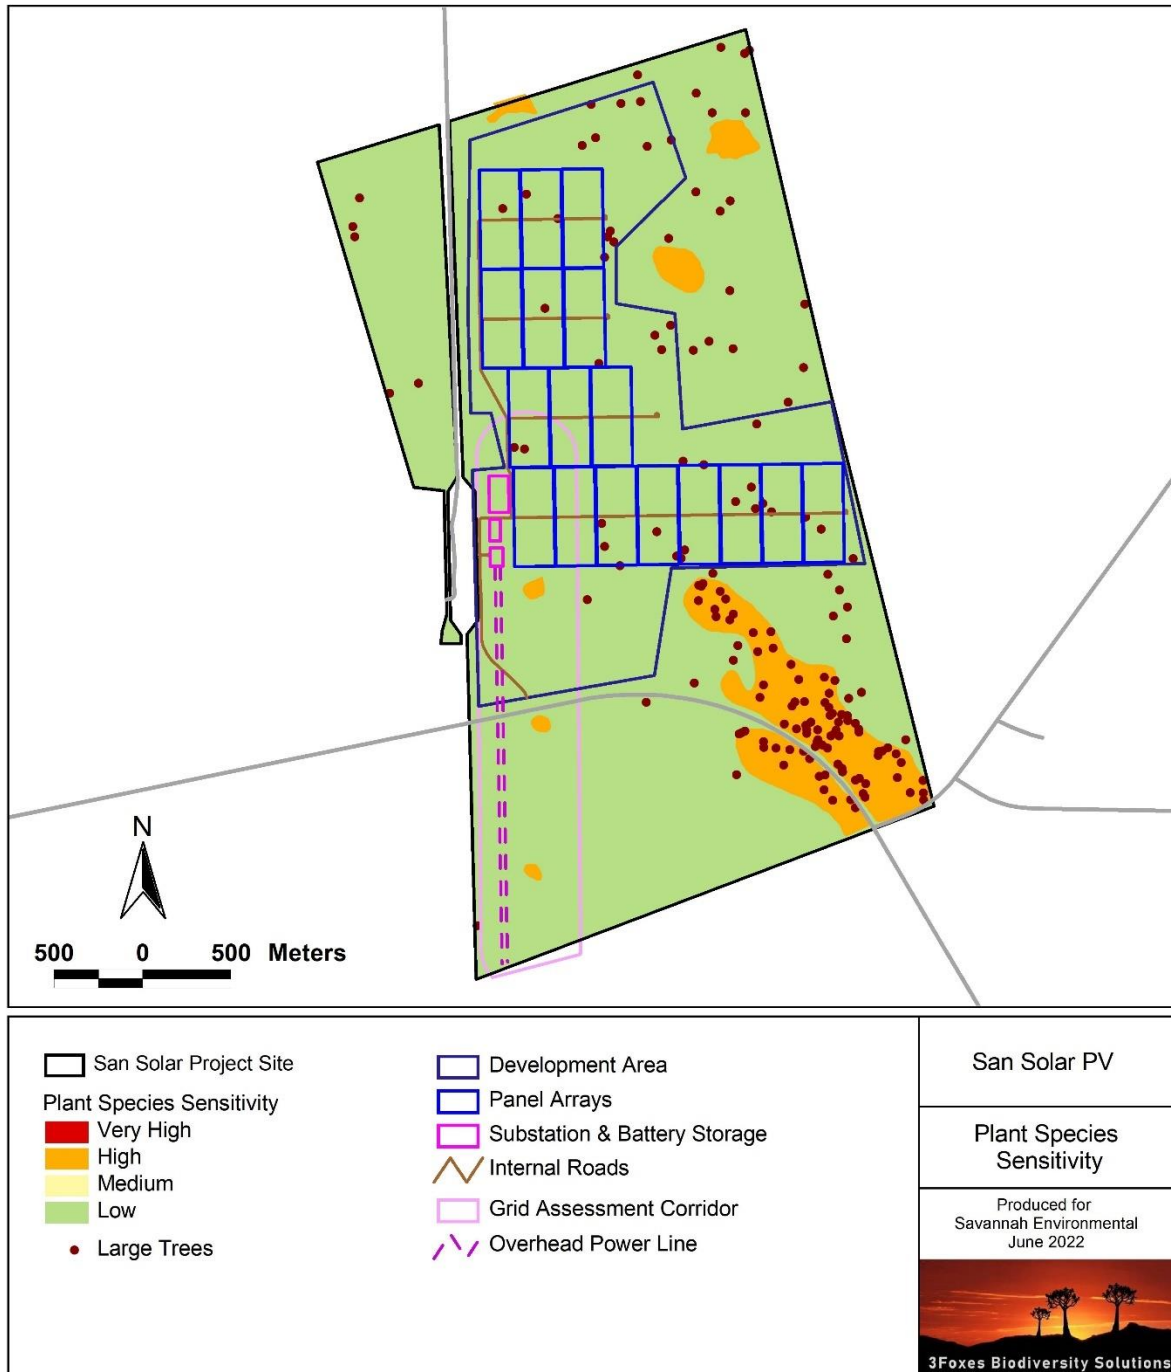 N
500 0 500 Meters
San Solar Project Site
Plant Species Sensitivity
Very High
High
Medium
Low
Large Trees
Development Area
Panel Arrays
Substation & Battery Storage
Internal Roads
Grid Assessment Corridor
Overhead Power Line
San Solar PV
Plant Species
Sensitivity
Produced for
Savannah Environmental
June 2022
3Foxes Biodiversity Solutions